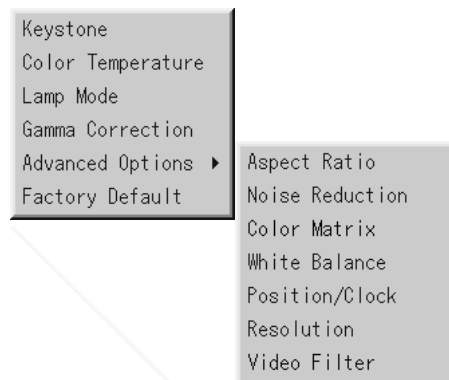 Keystone
Color Temperature
Lamp Mode
Gamma Correction
Advanced Options ▸
Factory Default
Aspect Ratio
Noise Reduction
Color Matrix
White Balance
Position/Clock
Resolution
Video Filter